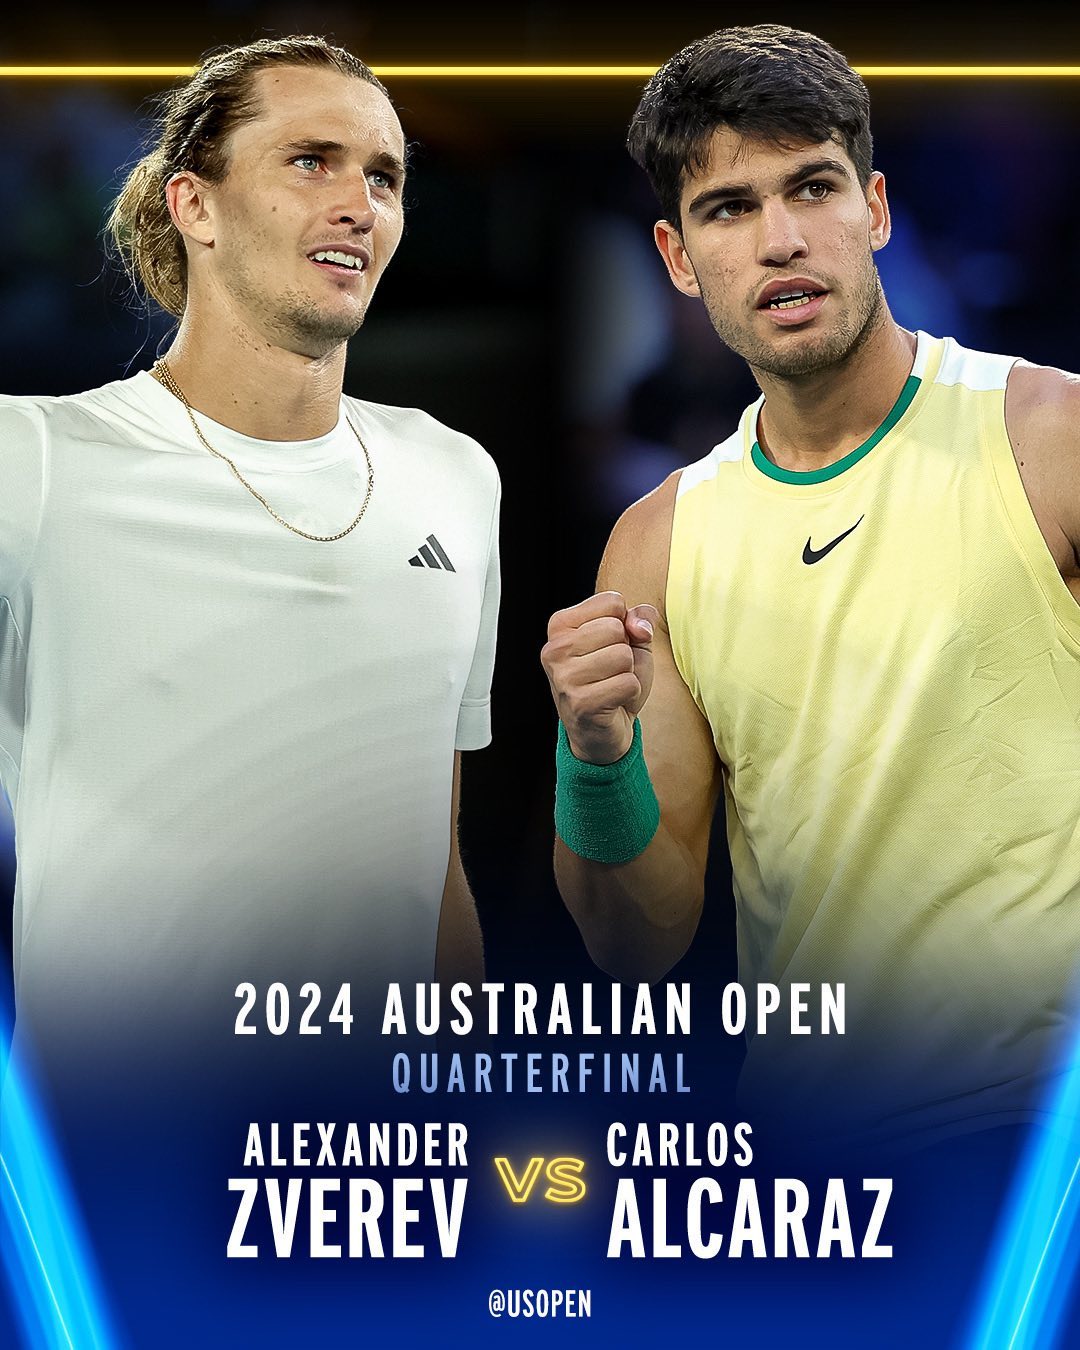 2024 AUSTRALIAN OPEN
QUARTERFINAL
ALEXANDER
ZVEREV
VS
CARLOS
ALCARAZ
@USOPEN